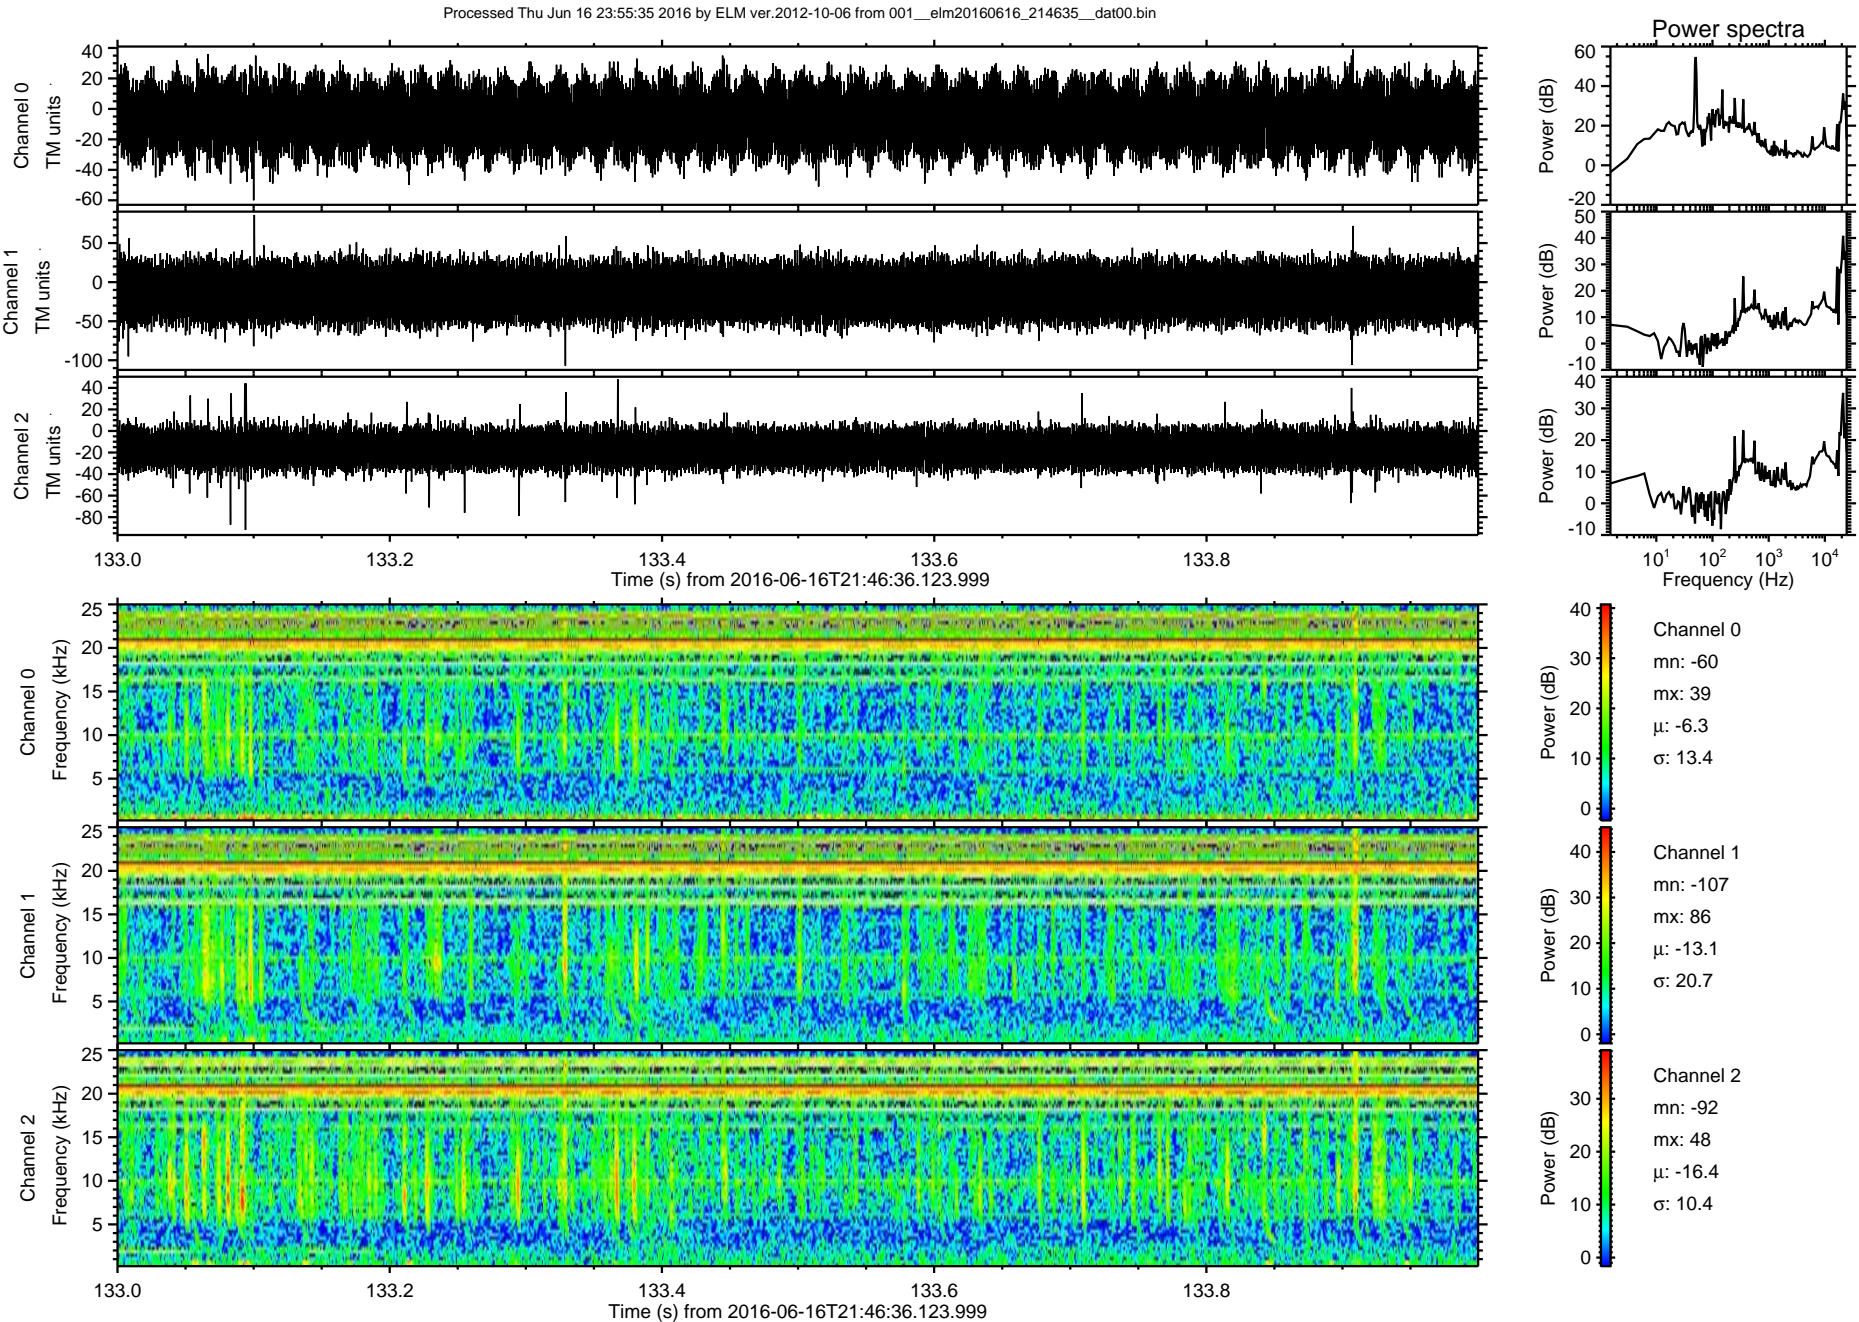 Processed Thu Jun 16 23:55:35 2016 by ELM ver.2012-10-06 from 001__elm20160616_214635__dat00.bin
Power spectra
Channel 0
TM units
40
20
0
-20
-40
-60
Power (dB)
60
40
20
0
-20
Channel 1
TM units
50
0
-50
-100
Power (dB)
50
40
30
20
10
0
-10
Channel 2
TM units
40
20
0
-20
-40
-60
-80
Power (dB)
40
30
20
10
0
-10
133.0 133.2 133.4 133.6 133.8
Time (s) from 2016-06-16T21:46:36.123.999
10¹ 10² 10³ 10⁴
Frequency (Hz)
Channel 0
Frequency (kHz)
25
20
15
10
5
Power (dB)
40
30
20
10
0
Channel 0
mn: -60
mx: 39
μ: -6.3
σ: 13.4
Channel 1
Frequency (kHz)
25
20
15
10
5
Power (dB)
40
30
20
10
0
Channel 1
mn: -107
mx: 86
μ: -13.1
σ: 20.7
Channel 2
Frequency (kHz)
25
20
15
10
5
Power (dB)
30
20
10
0
Channel 2
mn: -92
mx: 48
μ: -16.4
σ: 10.4
133.0 133.2 133.4 133.6 133.8
Time (s) from 2016-06-16T21:46:36.123.999